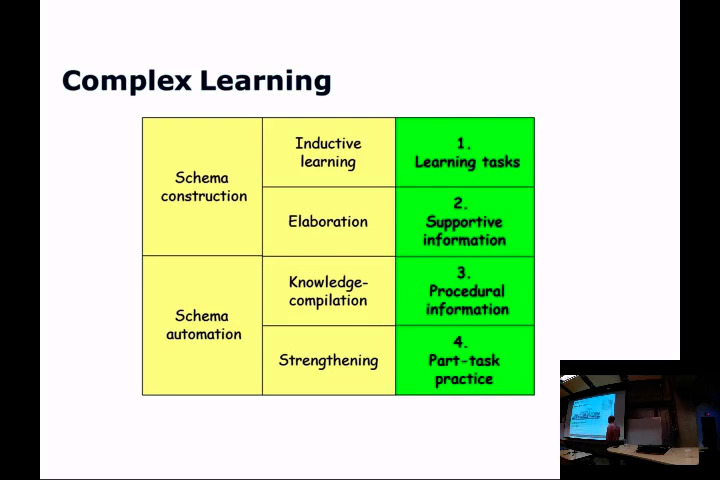 Complex Learning
Schema
construction
Inductive
learning
1.
Learning tasks
Elaboration
2.
Supportive
information
Schema
automation
Knowledge-
compilation
3.
Procedural
information
Strengthening
4.
Part-task
practice